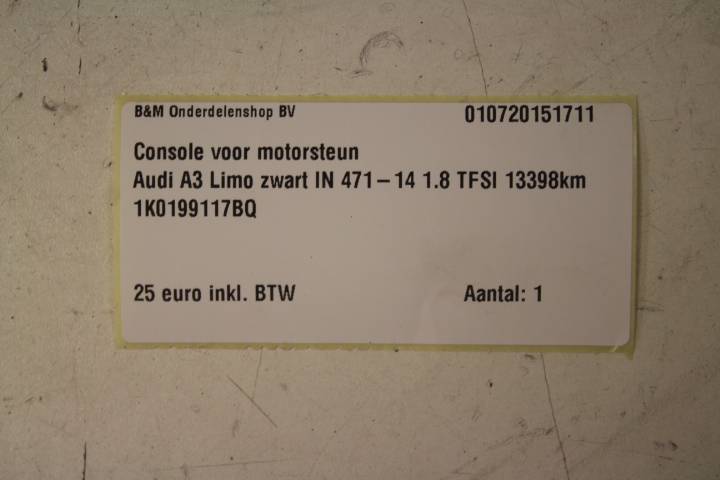 B&M Onderdelenshop BV 010720151711
Console voor motorsteun
Audi A3 Limo zwart IN 471-14 1.8 TFSI 13398km
1K0199117BQ
25 euro inkl. BTW Aantal: 1